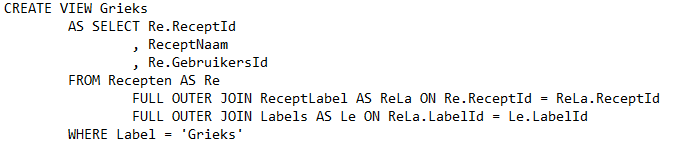 CREATE VIEW Grieks
AS SELECT Re.ReceptId
, ReceptNaam
, Re.GebruikersId
FROM Recepten AS Re
FULL OUTER JOIN ReceptLabel AS ReLa ON Re.ReceptId = ReLa.ReceptId
FULL OUTER JOIN Labels AS Le ON ReLa.LabelId = Le.LabelId
WHERE Label = 'Grieks'